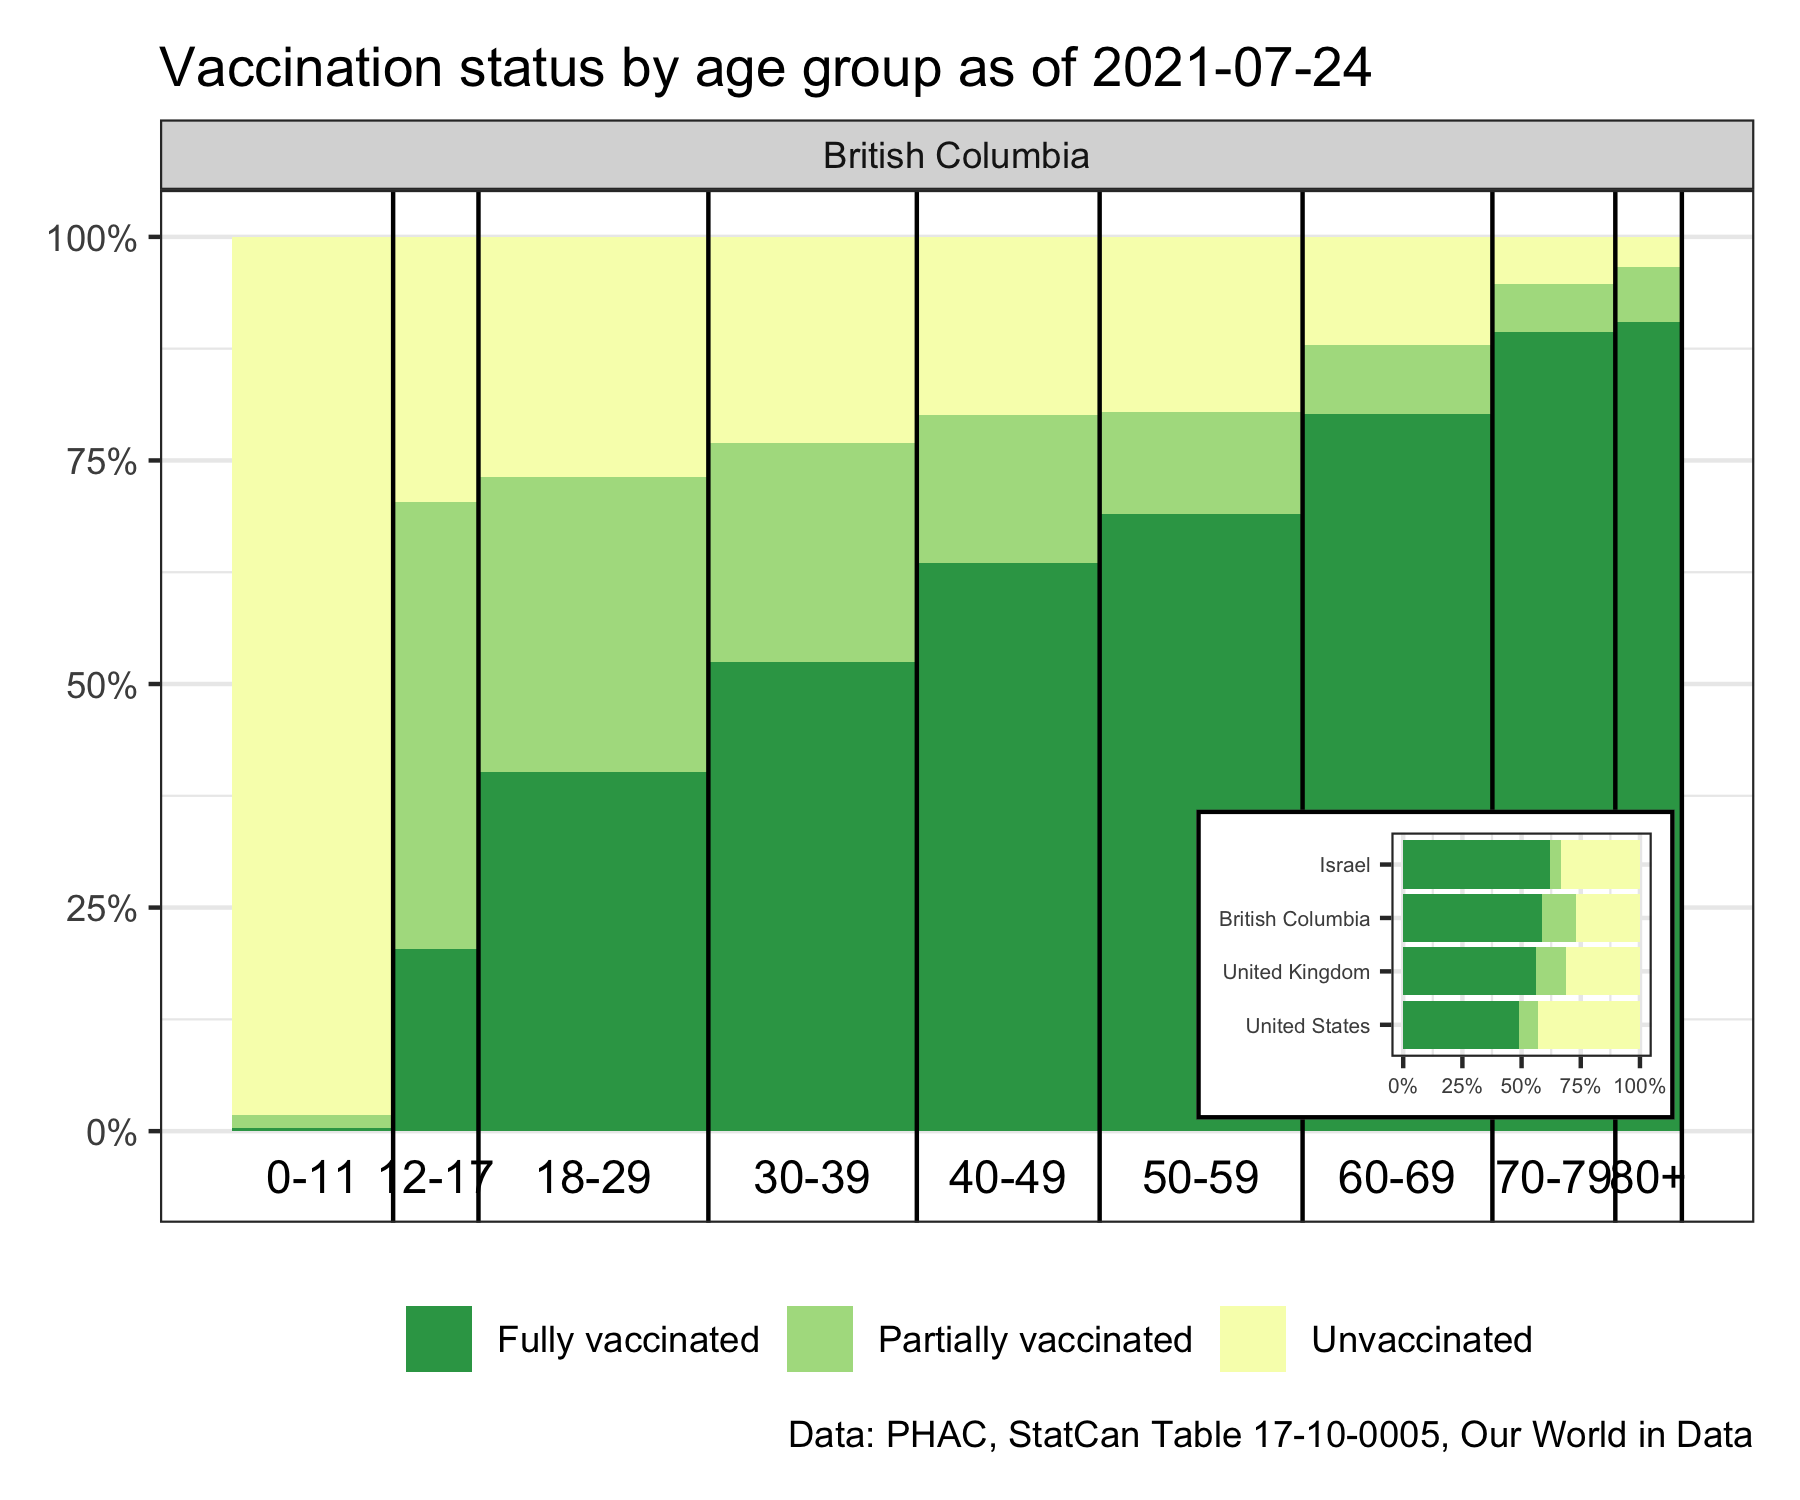 Vaccination status by age group as of 2021-07-24
British Columbia
100%
75%
50%
25%
0%
0-11 12-17 18-29 30-39 40-49 50-59 60-69 70-79 80+
Israel
British Columbia
United Kingdom
United States
0% 25% 50% 75% 100%
Fully vaccinated Partially vaccinated Unvaccinated
Data: PHAC, StatCan Table 17-10-0005, Our World in Data